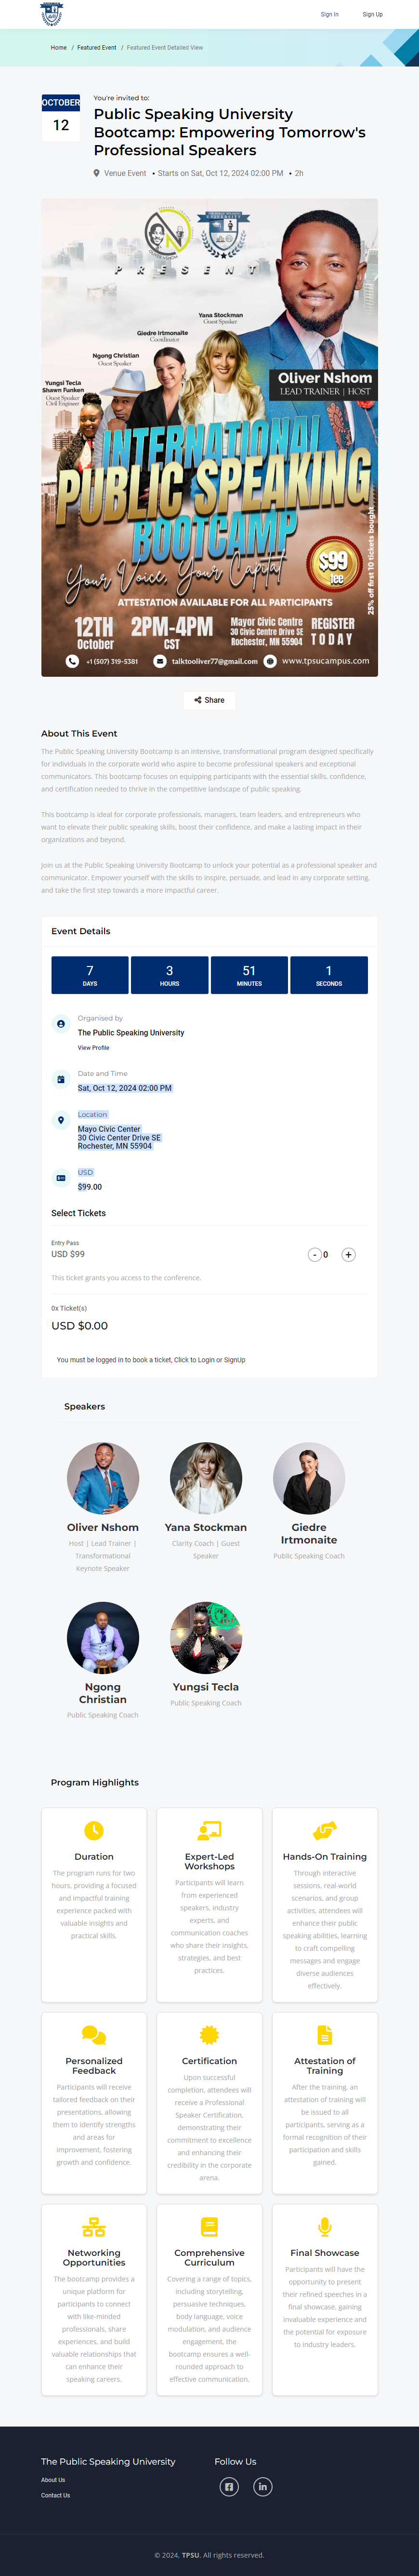 Sign In
Sign Up
Home / Featured Event / Featured Event Detailed View
OCTOBER
12
You're invited to:
Public Speaking University
Bootcamp: Empowering Tomorrow's
Professional Speakers
Venue Event • Starts on Sat, Oct 12, 2024 02:00 PM • 2h
PRESENT
Yana Stockman
Guest Speaker
Giedre Irtmonaite
Coordinator
Ngong Christian
Guest Speaker
Yungsi Tecla
Shawn Funken
Guest Speaker
Civil Engineer
Oliver Nshom
LEAD TRAINER | HOST
INTERNATIONAL
PUBLIC SPEAKING
BOOTCAMP
Your Voice, Your Capital
$99
fee
25% off first 10 tickets bought
ATTESTATION AVAILABLE FOR ALL PARTICIPANTS
12TH
October
2PM-4PM
CST
Mayor Civic Centre
30 Civic Centre Drive SE
Rochester, MN 55904
REGISTER
TODAY
+1 (507) 319-5381
talktooliver77@gmail.com
www.tpsucampus.com
Share
About This Event
The Public Speaking University Bootcamp is an intensive, transformational program designed specifically
for individuals in the corporate world who aspire to become professional speakers and exceptional
communicators. This bootcamp focuses on equipping participants with the essential skills, confidence,
and certification needed to thrive in the competitive landscape of public speaking.
This bootcamp is ideal for corporate professionals, managers, team leaders, and entrepreneurs who
want to elevate their public speaking skills, boost their confidence, and make a lasting impact in their
organizations and beyond.
Join us at the Public Speaking University Bootcamp to unlock your potential as a professional speaker and
communicator. Empower yourself with the skills to inspire, persuade, and lead in any corporate setting,
and take the first step towards a more impactful career.
Event Details
7
DAYS
3
HOURS
51
MINUTES
1
SECONDS
Organised by
The Public Speaking University
View Profile
Date and Time
Sat, Oct 12, 2024 02:00 PM
Location
Mayo Civic Center
30 Civic Center Drive SE
Rochester, MN 55904
USD
$99.00
Select Tickets
Entry Pass
USD $99
- 0 +
This ticket grants you access to the conference.
0x Ticket(s)
USD $0.00
You must be logged in to book a ticket, Click to Login or SignUp
Speakers
Oliver Nshom
Host | Lead Trainer |
Transformational
Keynote Speaker
Yana Stockman
Clarity Coach | Guest
Speaker
Giedre
Irtmonaite
Public Speaking Coach
Ngong
Christian
Public Speaking Coach
Yungsi Tecla
Public Speaking Coach
Program Highlights
Duration
The program runs for two
hours, providing a focused
and impactful training
experience packed with
valuable insights and
practical skills.
Expert-Led
Workshops
Participants will learn
from experienced
speakers, industry
experts, and
communication coaches
who share their insights,
strategies, and best
practices.
Hands-On Training
Through interactive
sessions, real-world
scenarios, and group
activities, attendees will
enhance their public
speaking abilities, learning
to craft compelling
messages and engage
diverse audiences
effectively.
Personalized
Feedback
Participants will receive
tailored feedback on their
presentations, allowing
them to identify strengths
and areas for
improvement, fostering
growth and confidence.
Certification
Upon successful
completion, attendees will
receive a Professional
Speaker Certification,
demonstrating their
commitment to excellence
and enhancing their
credibility in the corporate
arena.
Attestation of
Training
After the training, an
attestation of training will
be issued to all
participants, serving as a
formal recognition of their
participation and skills
gained.
Networking
Opportunities
The bootcamp provides a
unique platform for
participants to connect
with like-minded
professionals, share
experiences, and build
valuable relationships that
can enhance their
speaking careers.
Comprehensive
Curriculum
Covering a range of topics,
including storytelling,
persuasive techniques,
body language, voice
modulation, and audience
engagement, the
bootcamp ensures a well-
rounded approach to
effective communication.
Final Showcase
Participants will have the
opportunity to present
their refined speeches in a
final showcase, gaining
invaluable experience and
the potential for exposure
to industry leaders.
The Public Speaking University
About Us
Contact Us
Follow Us
© 2024, TPSU. All rights reserved.